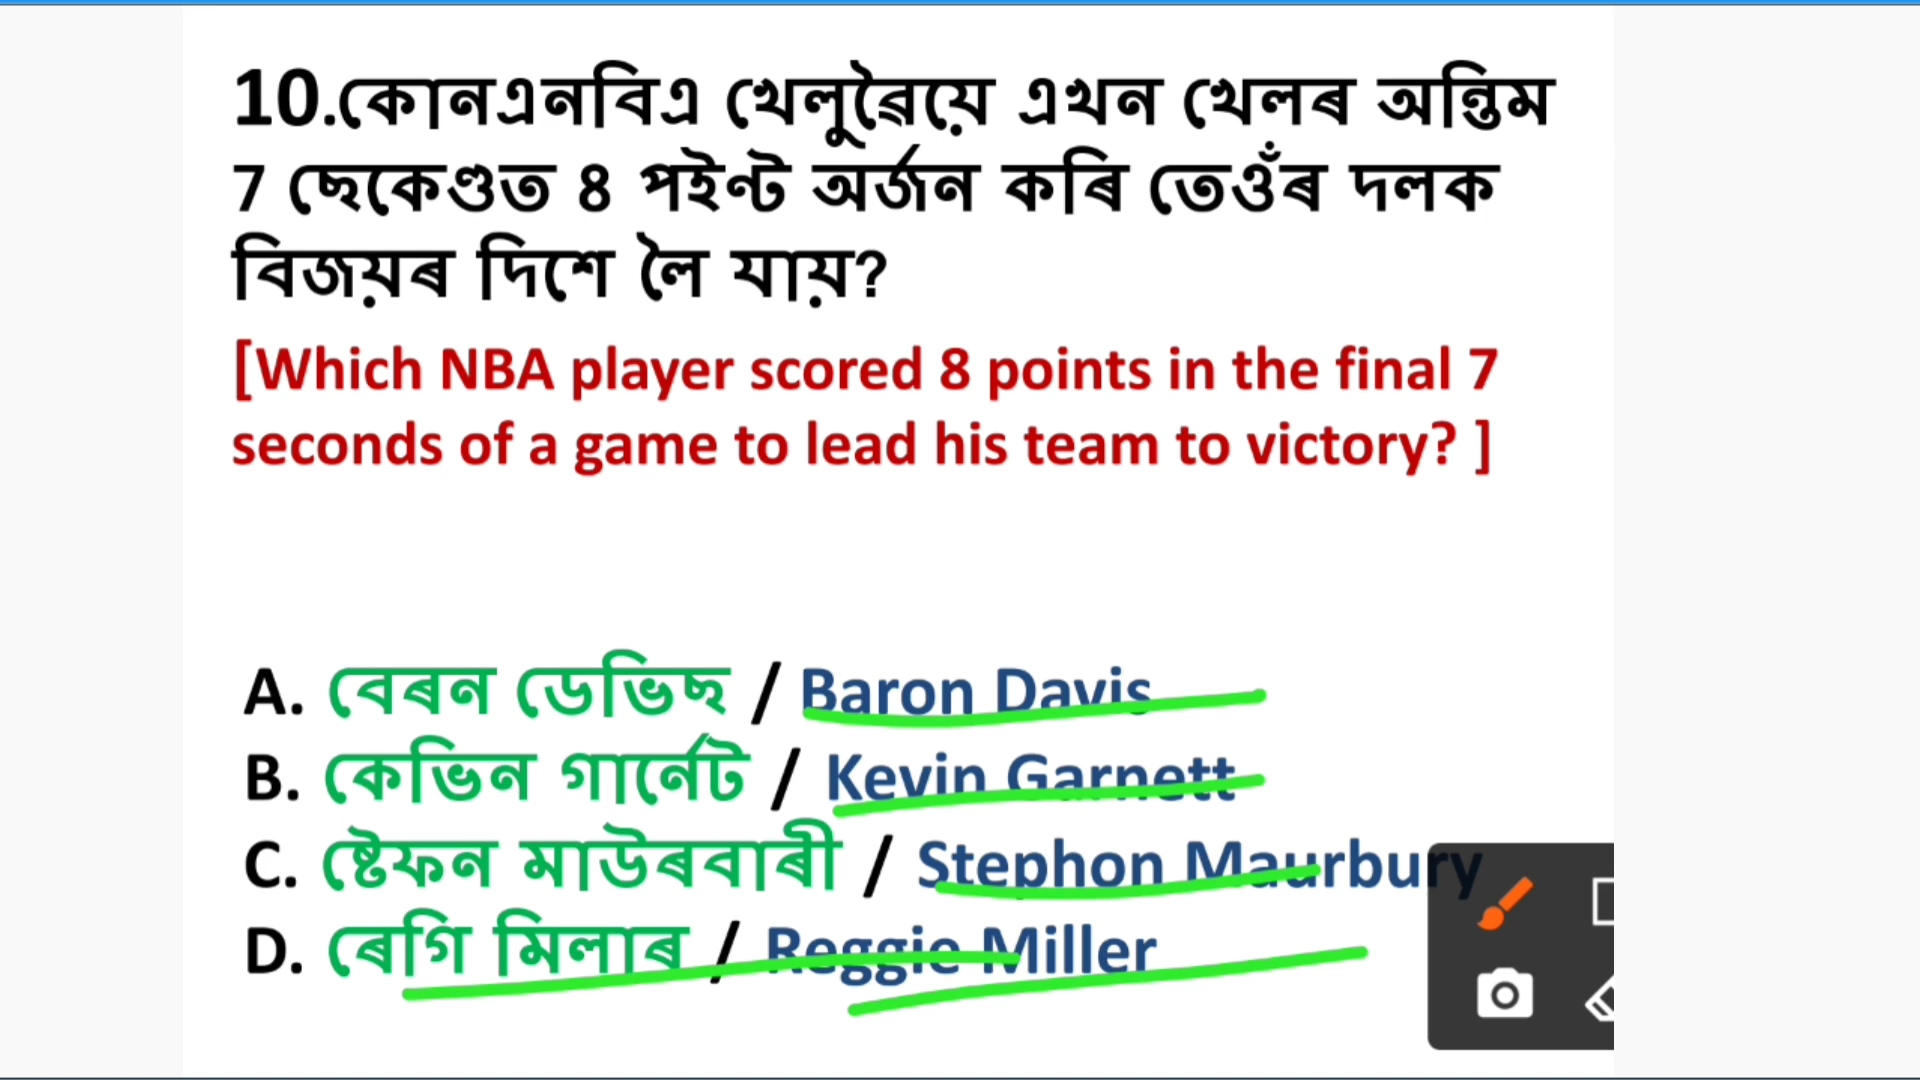 10.কোনএনবিএ খেলুৱৈয়ে এখন খেলৰ অন্তিম
7 ছেকেণ্ডত 8 পইণ্ট অৰ্জন কৰি তেওঁৰ দলক
বিজয়ৰ দিশে লৈ যায়?
[Which NBA player scored 8 points in the final 7
seconds of a game to lead his team to victory? ]
A. বেৰন ডেভিছ / Baron Davis
B. কেভিন গাৰ্নেট / Kevin Garnett
C. ষ্টেফন মাউৰবাৰী / Stephon Maurbury
D. ৰেগি মিলাৰ / Reggie Miller